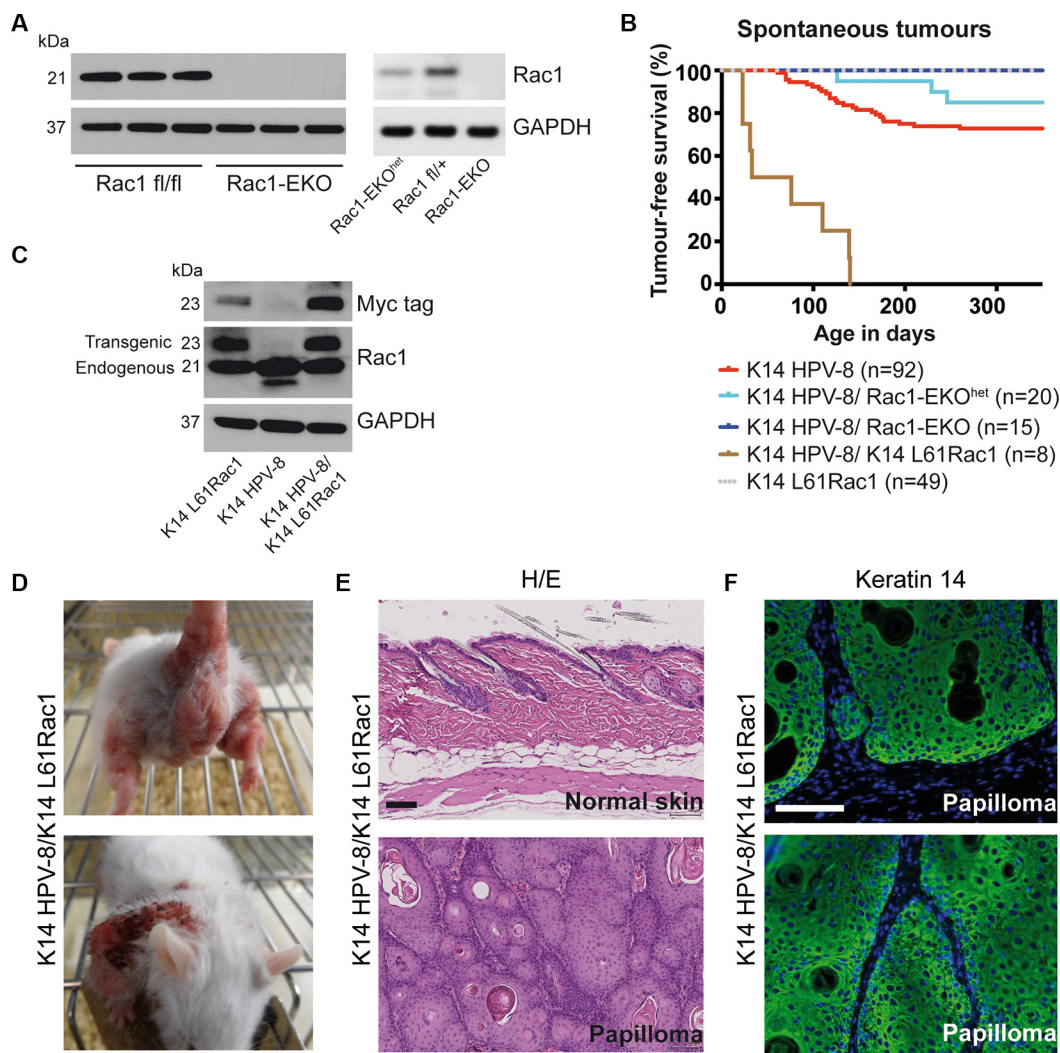 A
kDa
21
37
Rac1
GAPDH
Rac1 fl/fl
Rac1-EKO
Rac1-EKOhet
Rac1 fl/+
Rac1-EKO
B
Spontaneous tumours
Tumour-free survival (%)
100
80
60
40
20
0
0
100
200
300
Age in days
K14 HPV-8 (n=92)
K14 HPV-8/ Rac1-EKOhet (n=20)
K14 HPV-8/ Rac1-EKO (n=15)
K14 HPV-8/ K14 L61Rac1 (n=8)
K14 L61Rac1 (n=49)
C
kDa
23
Myc tag
Transgenic 23
Endogenous 21
Rac1
37
GAPDH
K14 L61Rac1
K14 HPV-8
K14 HPV-8/
K14 L61Rac1
D
K14 HPV-8/K14 L61Rac1
E
H/E
K14 HPV-8/K14 L61Rac1
Normal skin
Papilloma
F
Keratin 14
K14 HPV-8/K14 L61Rac1
Papilloma
Papilloma